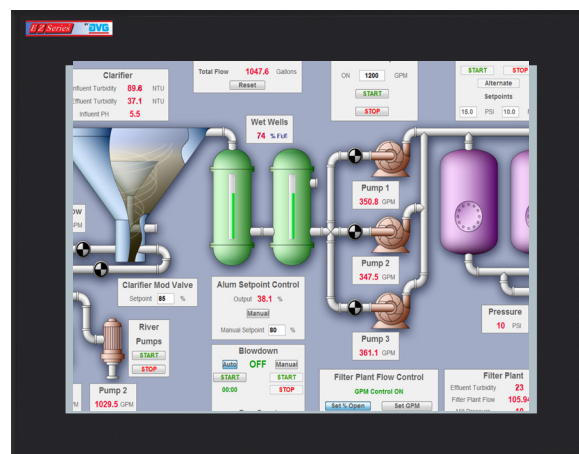 EZ Series BY AVG
Clarifier
Influent Turbidity 89.6 NTU
Effluent Turbidity 37.1 NTU
Influent PH 5.5
Total Flow 1047.6 Gallons
Reset
ON 1200 GPM
START
STOP
START STOP
Alternate
Setpoints
15.0 PSI 10.0
Wet Wells
74 % Full
Pump 1
350.8 GPM
Pump 2
347.5 GPM
Pump 3
361.1 GPM
Clarifier Mod Valve
Setpoint 85 %
River
Pumps
START
STOP
Pump 2
1029.5 GPM
Alum Setpoint Control
Output 38.1 %
Manual
Manual Setpoint 80 %
Blowdown
Auto OFF Manual
START START
00:00 STOP
Pressure
10 PSI
Filter Plant Flow Control
GPM Control ON
Set % Open Set GPM
Filter Plant
Effluent Turbidity 23
Filter Plant Flow 105.94